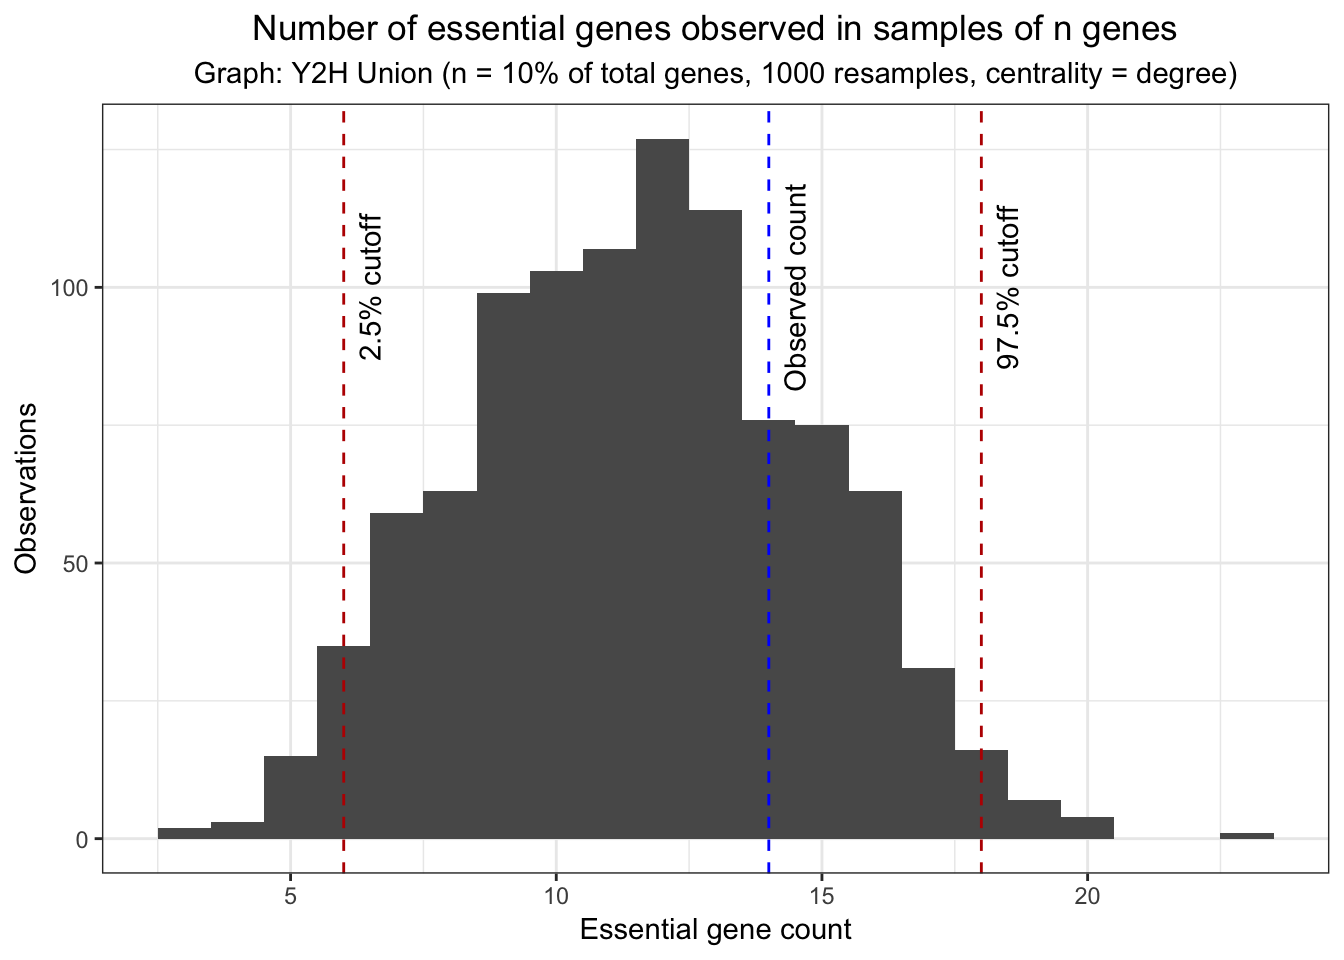 Number of essential genes observed in samples of n genes
Graph: Y2H Union (n = 10% of total genes, 1000 resamples, centrality = degree)
2.5% cutoff
Observed count
97.5% cutoff
Observations
100
50
0
5
10
15
20
Essential gene count